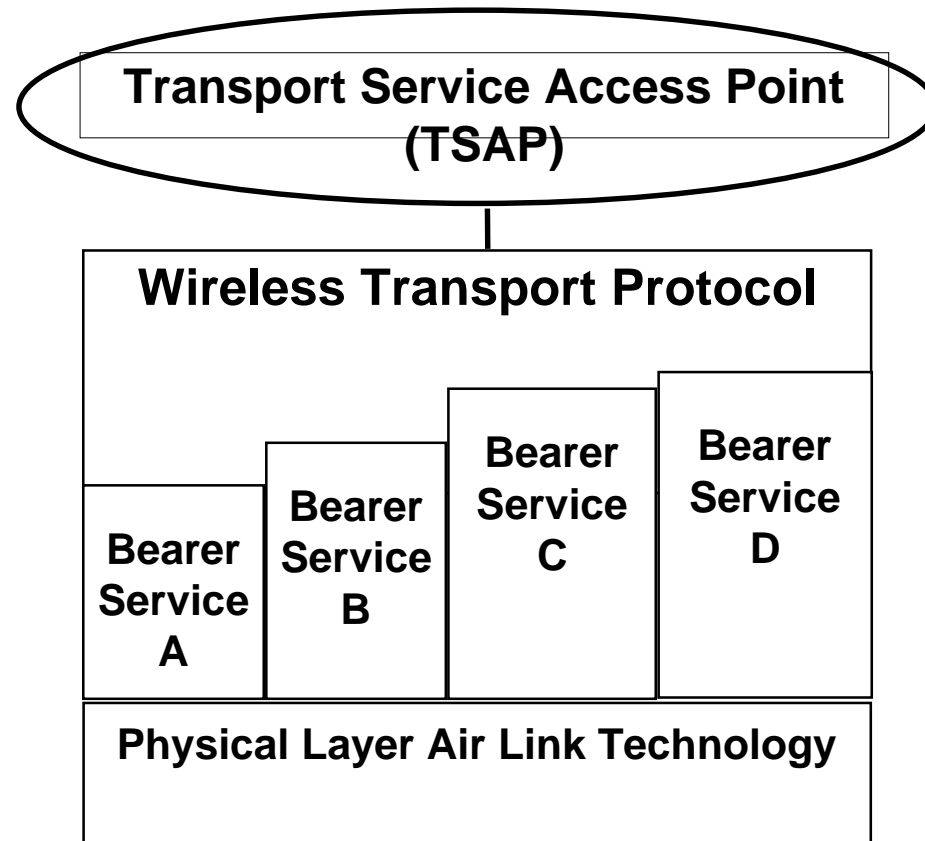 Transport Service Access Point
(TSAP)
Wireless Transport Protocol
Bearer
Service
A
Bearer
Service
B
Bearer
Service
C
Bearer
Service
D
Physical Layer Air Link Technology